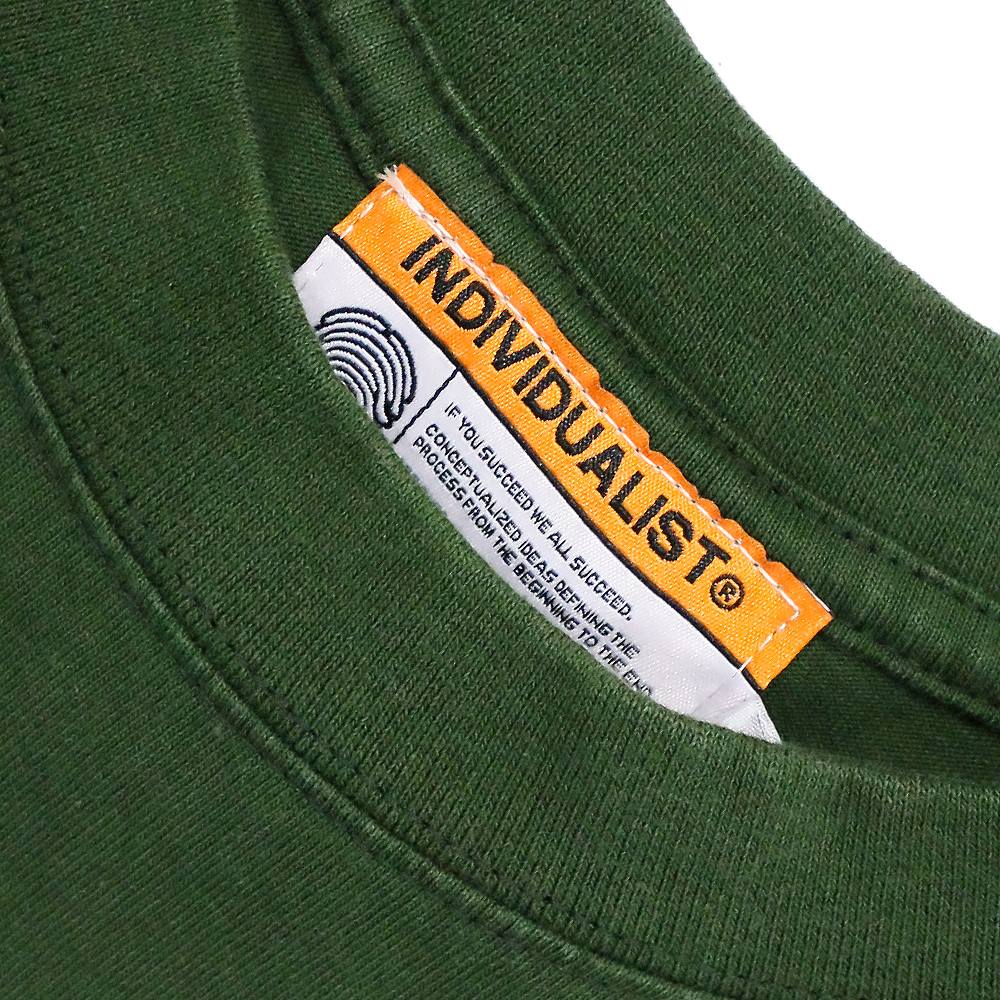 INDIVIDUALIST®
IF YOU SUCCEED WE ALL SUCCEED.
CONCEPTUALIZED IDEAS DEFINING THE
PROCESS FROM THE BEGINNING TO THE END